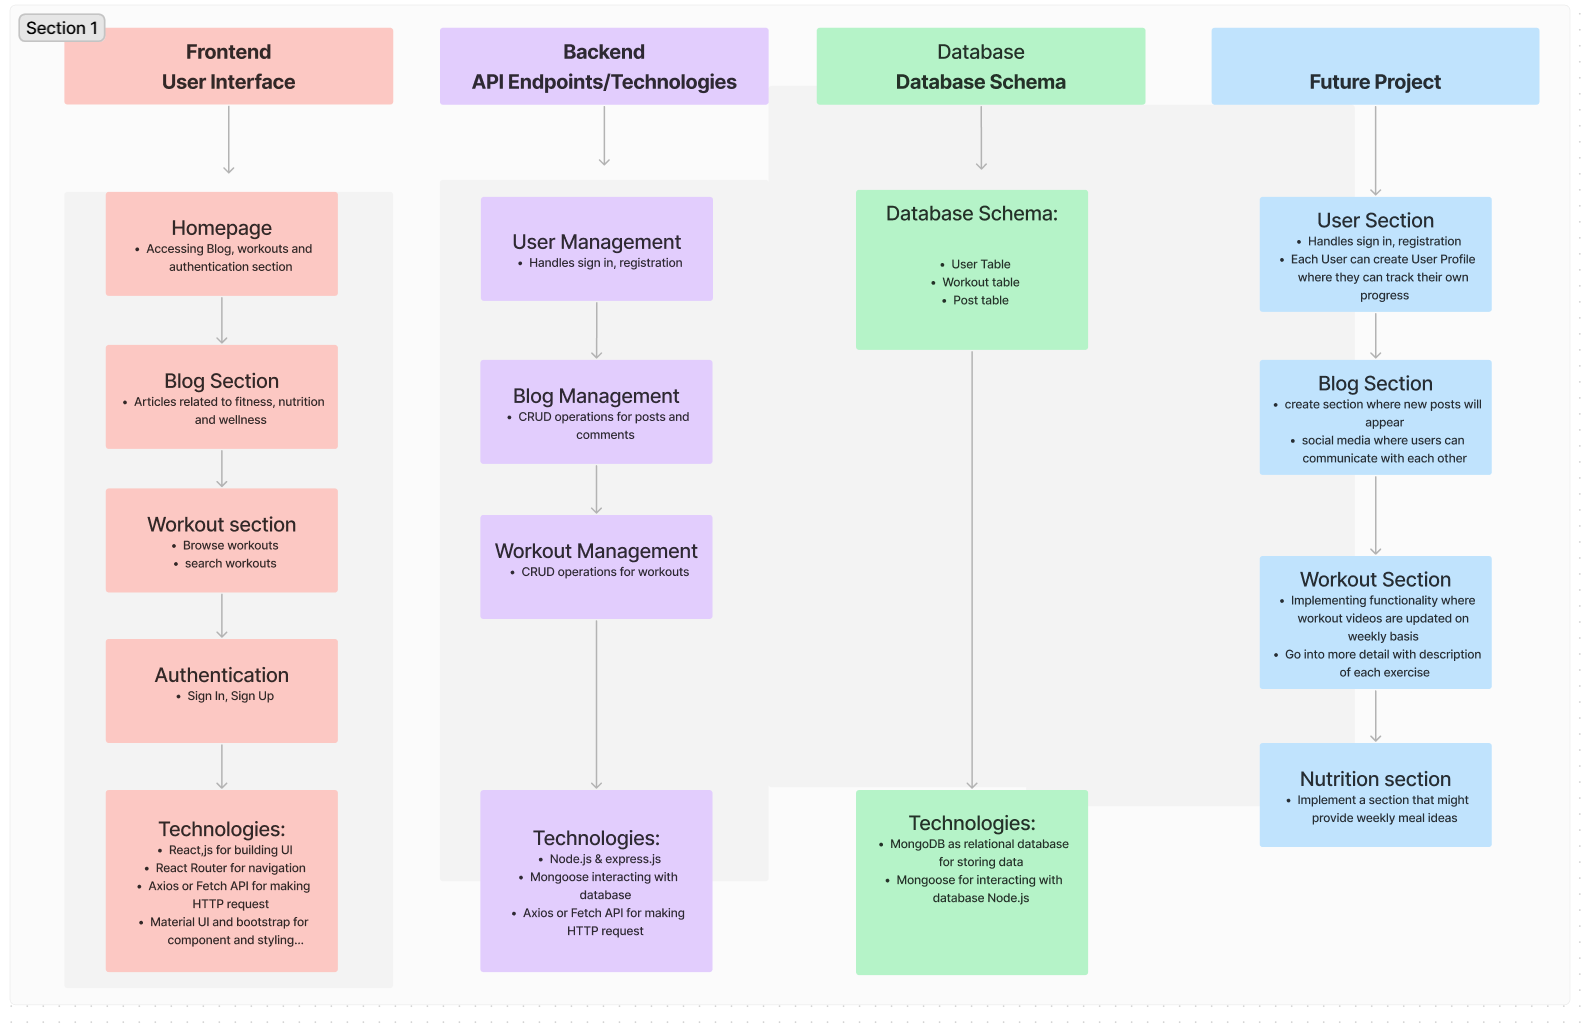 Section 1
Frontend
User Interface
Homepage
• Accessing Blog, workouts and
authentication section
Blog Section
• Articles related to fitness, nutrition
and wellness
Workout section
• Browse workouts
• search workouts
Authentication
• Sign In, Sign Up
Technologies:
• React,js for building UI
• React Router for navigation
• Axios or Fetch API for making
HTTP request
• Material UI and bootstrap for
component and styling...
Backend
API Endpoints/Technologies
User Management
• Handles sign in, registration
Blog Management
• CRUD operations for posts and
comments
Workout Management
• CRUD operations for workouts
Technologies:
• Node.js & express.js
• Mongoose interacting with
database
• Axios or Fetch API for making
HTTP request
Database
Database Schema
Database Schema:
• User Table
• Workout table
• Post table
Technologies:
• MongoDB as relational database
for storing data
• Mongoose for interacting with
database Node.js
Future Project
User Section
• Handles sign in, registration
• Each User can create User Profile
where they can track their own
progress
Blog Section
• create section where new posts will
appear
• social media where users can
communicate with each other
Workout Section
• Implementing functionality where
workout videos are updated on
weekly basis
• Go into more detail with description
of each exercise
Nutrition section
• Implement a section that might
provide weekly meal ideas